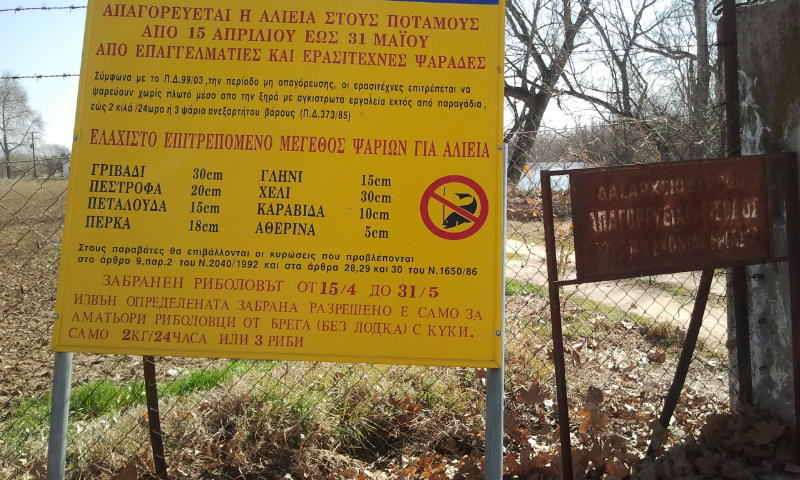 ΑΠΑΓΟΡΕΥΕΤΑΙ Η ΑΛΙΕΙΑ ΣΤΟΥΣ ΠΟΤΑΜΟΥΣ
ΑΠΟ 15 ΑΠΡΙΛΙΟΥ ΕΩΣ 31 ΜΑΪΟΥ
ΑΠΟ ΕΠΑΓΓΕΛΜΑΤΙΕΣ ΚΑΙ ΕΡΑΣΙΤΕΧΝΕΣ ΨΑΡΑΔΕΣ
Σύμφωνα με το Π.Δ.99/03 ,την περίοδο μη απαγόρευσης, οι ερασιτέχνες επιτρέπεται να
ψαρεύουν χωρίς πλωτό μέσο απο την ξηρά με αγκιστρωτά εργαλεία εκτός από παραγάδια ,
εώς 2 κιλά /24ωρο ή 3 ψάρια ανεξαρτήτου βάρους (Π.Δ.373/85)
ΕΛΑΧΙΣΤΟ ΕΠΙΤΡΕΠΟΜΕΝΟ ΜΕΓΕΘΟΣ ΨΑΡΙΩΝ ΓΙΑ ΑΛΙΕΙΑ
ΓΡΙΒΑΔΙ 30cm ΓΛΗΝΙ 15cm
ΠΕΣΤΡΟΦΑ 20cm ΧΕΛΙ 30cm
ΠΕΤΑΛΟΥΔΑ 15cm ΚΑΡΑΒΙΔΑ 10cm
ΠΕΡΚΑ 18cm ΑΘΕΡΙΝΑ 5cm
Στους παραβάτες θα επιβάλλονται οι κυρώσεις που προβλέπονται
στο άρθρο 9,παρ.2 του Ν.2040/1992 και στα άρθρα 28,29 και 30 του Ν.1650/86
ЗАБРАНЕН РИБОЛОВЪТ ОТ 15/4 ДО 31/5
ИЗВЪН ОПРЕДЕЛЕНАТА ЗАБРАНА РАЗРЕШЕНО Е САМО ЗА
АМАТЬОРИ РИБОЛОВЦИ ОТ БРЕГА (БЕЗ ЛОДКА) С КУКИ.
САМО 2КГ/24ЧАСА ИЛИ 3 РИБИ
ΔΑΣΑΡΧΕΙΟ ΣΕΡΡΩΝ
ΑΠΑΓΟΡΕΥΕΤΑΙ Η ΕΙΣΟΔΟΣ